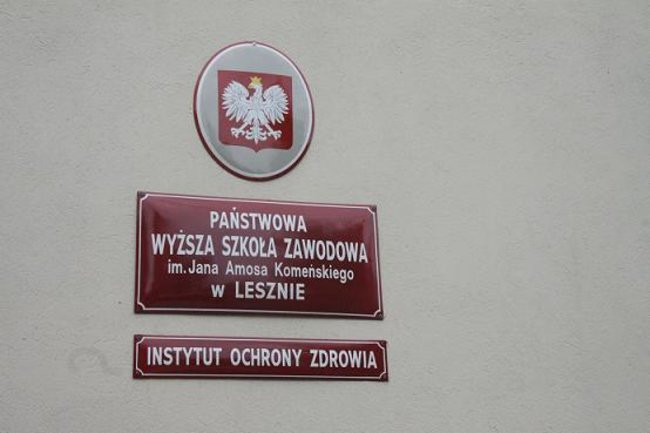 PAŃSTWOWA
WYŻSZA SZKOŁA ZAWODOWA
im. Jana Amosa Komeńskiego
w LESZNIE
INSTYTUT OCHRONY ZDROWIA